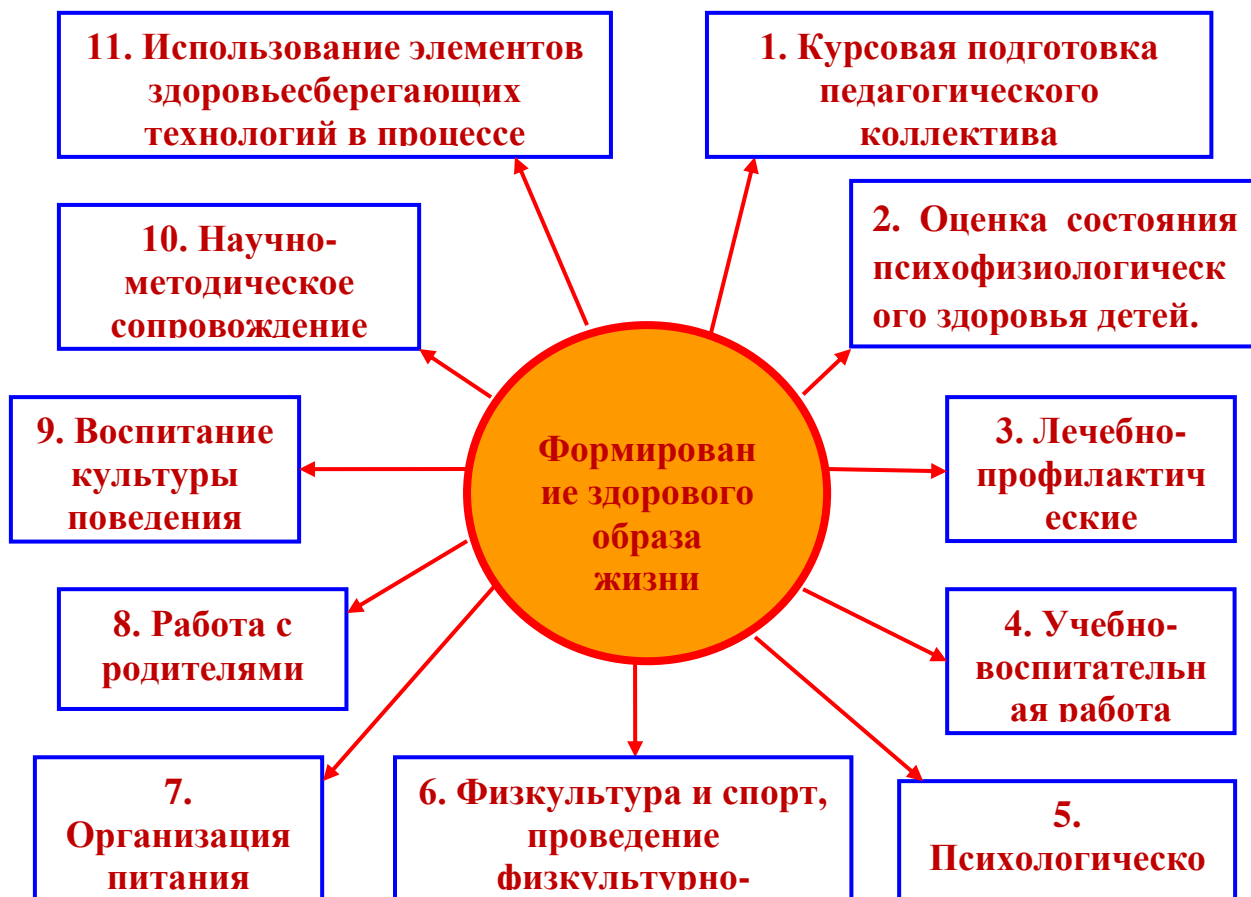 11. Использование элементов
здоровьесберегающих
технологий в процессе
1. Курсовая подготовка
педагогического
коллектива
10. Научно-
методическое
сопровождение
2. Оценка состояния
психофизиологическ
ого здоровья детей.
9. Воспитание
культуры
поведения
Формирован
ие здорового
образа
жизни
3. Лечебно-
профилактич
еские
8. Работа с
родителями
4. Учебно-
воспитательн
ая работа
7.
Организация
питания
6. Физкультура и спорт,
проведение
физкультурно-
5.
Психологическо